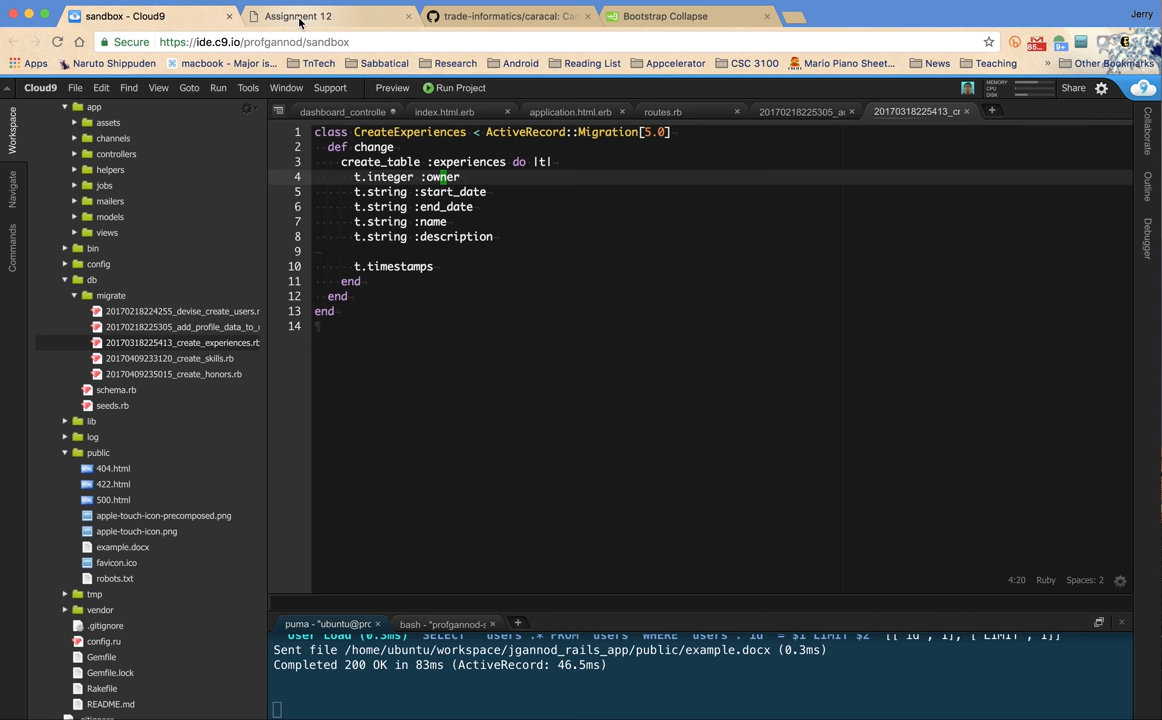 sandbox - Cloud9
Assignment 12
trade-informatics/caracal: Car
Bootstrap Collapse
Jerry
Secure
https://ide.c9.io/profgannod/sandbox
Apps
Naruto Shippuden
macbook - Major is...
TnTech
Sabbatical
Research
Android
Reading List
Appcelerator
CSC 3100
Mario Piano Sheet...
News
Teaching
» Other Bookmarks
Cloud9 File Edit Find View Goto Run Tools Window Support Preview Run Project
MEMORY
CPU
DISK
Share
Workspace
Navigate
Commands
app
assets
channels
controllers
helpers
jobs
mailers
models
views
bin
config
db
migrate
20170218224255_devise_create_users.r
20170218225305_add_profile_data_to_u
20170318225413_create_experiences.rb
20170409233120_create_skills.rb
20170409235015_create_honors.rb
schema.rb
seeds.rb
lib
log
public
404.html
422.html
500.html
apple-touch-icon-precomposed.png
apple-touch-icon.png
example.docx
favicon.ico
robots.txt
tmp
vendor
.gitignore
config.ru
Gemfile
Gemfile.lock
Rakefile
README.md
.gitignore
dashboard_controlle
index.html.erb
application.html.erb
routes.rb
20170218225305_a
20170318225413_cr
1 class CreateExperiences < ActiveRecord::Migration[5.0]
2 def change
3 create_table :experiences do |t|
4 t.integer :owner
5 t.string :start_date
6 t.string :end_date
7 t.string :name
8 t.string :description
9
10 t.timestamps
11 end
12 end
13 end
14
4:20 Ruby Spaces: 2
Collaborate
Outline
Debugger
puma - "ubuntu@prc
bash - "profgannod-s
User Load (0.3ms) SELECT "users".* FROM "users" WHERE "users"."id" = $1 LIMIT $2 [["id", 1], ["LIMIT", 1]]
Sent file /home/ubuntu/workspace/jgannod_rails_app/public/example.docx (0.3ms)
Completed 200 OK in 83ms (ActiveRecord: 46.5ms)